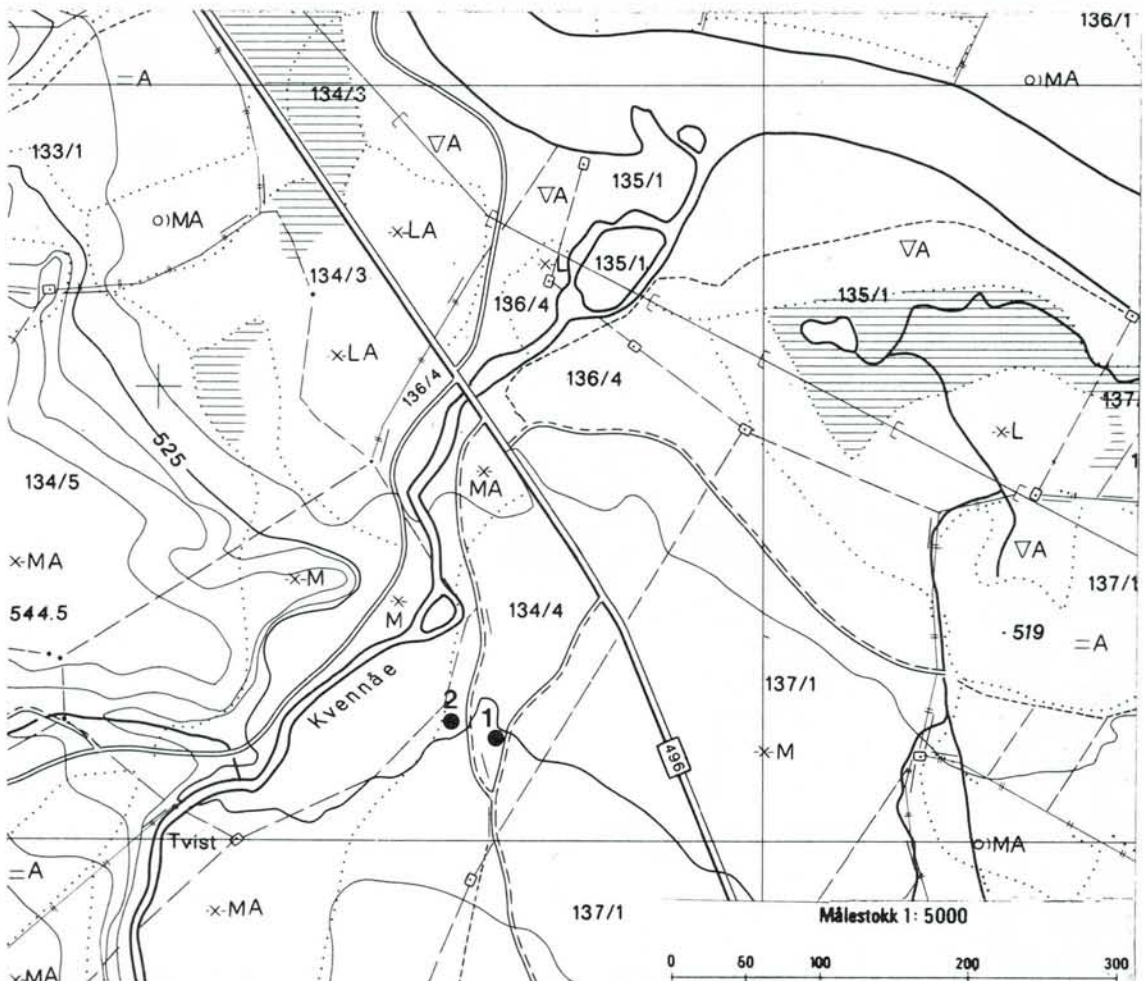 136/1
=A
134/3
o)MA
▽A
133/1
135/1
▽A
o)MA
×LA
▽A
134/3
135/1
135/1
136/4
×LA
136/4
136/4
137/
×L
525
134/5
MA
▽A
×MA
×M
137/1
544.5
M
134/4
519
=A
Kvennåe
137/1
2
1
496
×M
Tvist
o)MA
=A
×MA
137/1
Målestokk 1:5000
×MA
0 50 100 200 300